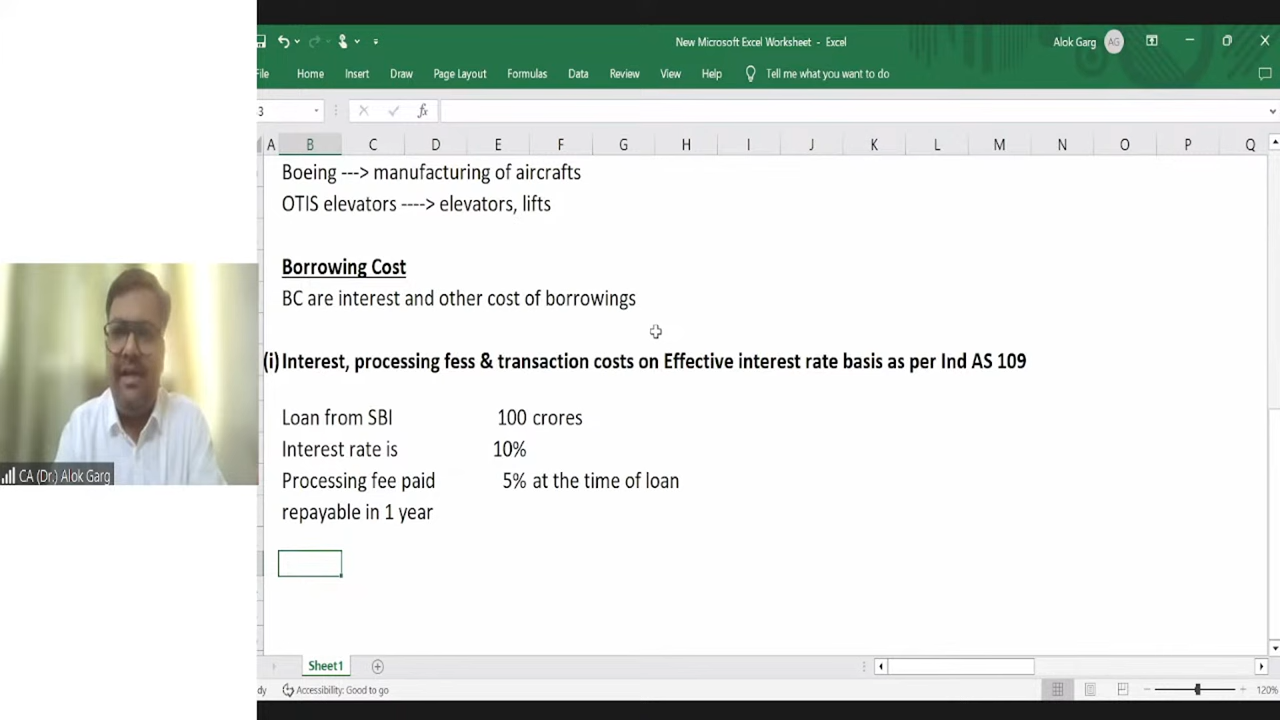 New Microsoft Excel Worksheet - Excel
Alok Garg AG
File Home Insert Draw Page Layout Formulas Data Review View Help Tell me what you want to do
3 fx
A B C D E F G H I J K L M N O P Q
Boeing ---> manufacturing of aircrafts
OTIS elevators ----> elevators, lifts
Borrowing Cost
BC are interest and other cost of borrowings
(i) Interest, processing fess & transaction costs on Effective interest rate basis as per Ind AS 109
Loan from SBI 100 crores
Interest rate is 10%
CA (Dr.) Alok Garg
Processing fee paid 5% at the time of loan
repayable in 1 year
Sheet1
Accessibility: Good to go
120%